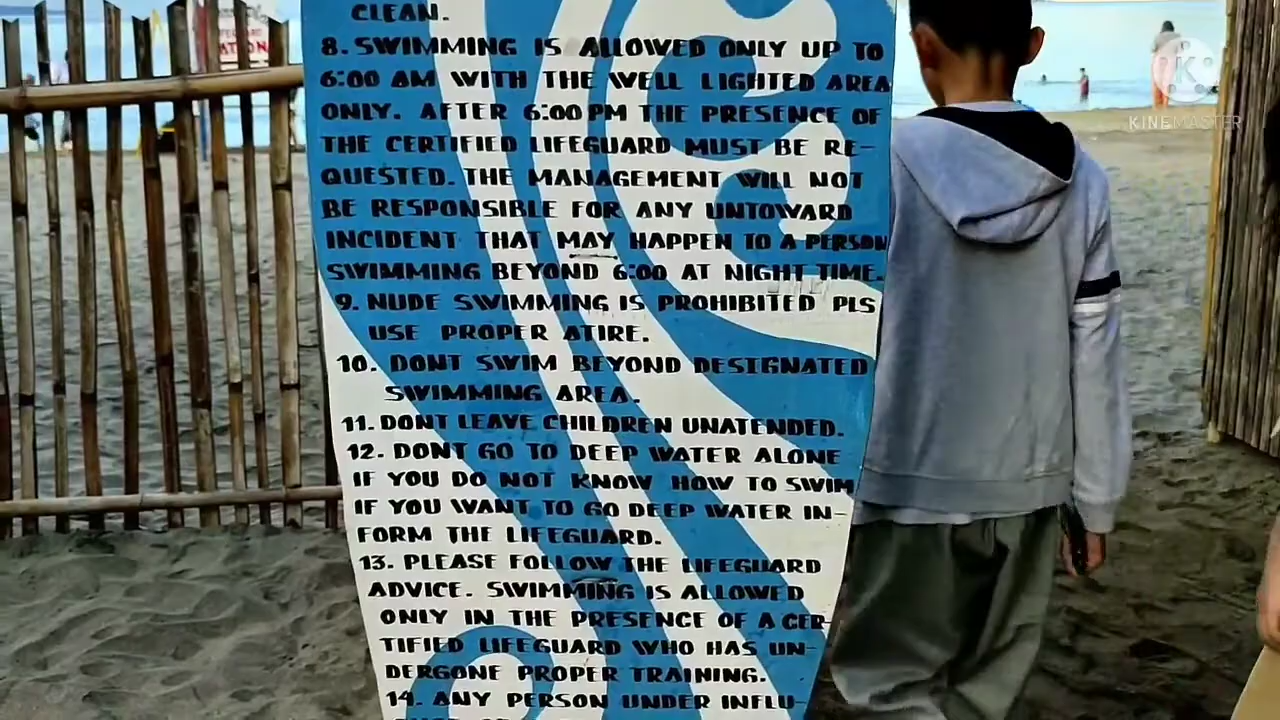 CLEAN.
8. SWIMMING IS ALLOWED ONLY UP TO
6:00 AM WITH THE WELL LIGHTED AREA
ONLY. AFTER 6:00 PM THE PRESENCE OF
THE CERTIFIED LIFEGUARD MUST BE RE-
QUESTED. THE MANAGEMENT WILL NOT
BE RESPONSIBLE FOR ANY UNTOWARD
INCIDENT THAT MAY HAPPEN TO A PERSON
SWIMMING BEYOND 6:00 AT NIGHT TIME.
9. NUDE SWIMMING IS PROHIBITED PLS
USE PROPER ATIRE.
10. DONT SWIM BEYOND DESIGNATED
SWIMMING AREA.
11. DONT LEAVE CHILDREN UNATENDED.
12. DONT GO TO DEEP WATER ALONE
IF YOU DO NOT KNOW HOW TO SWIM
IF YOU WANT TO GO DEEP WATER IN-
FORM THE LIFEGUARD.
13. PLEASE FOLLOW THE LIFEGUARD
ADVICE. SWIMMING IS ALLOWED
ONLY IN THE PRESENCE OF A CER-
TIFIED LIFEGUARD WHO HAS UN-
DERGONE PROPER TRAINING.
14. ANY PERSON UNDER INFLU-
K
KINEMASTER